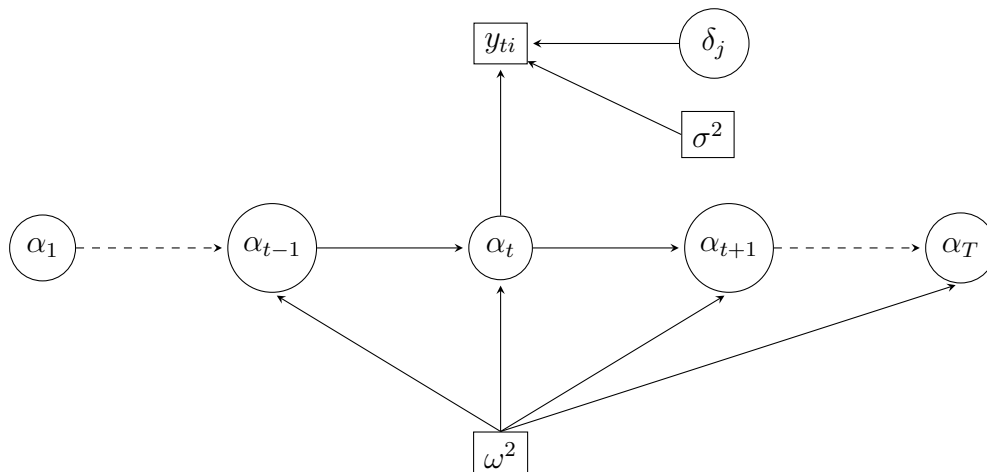 y_{ti} δ_j
σ^2
α_1 α_{t−1} α_t α_{t+1} α_T
ω^2